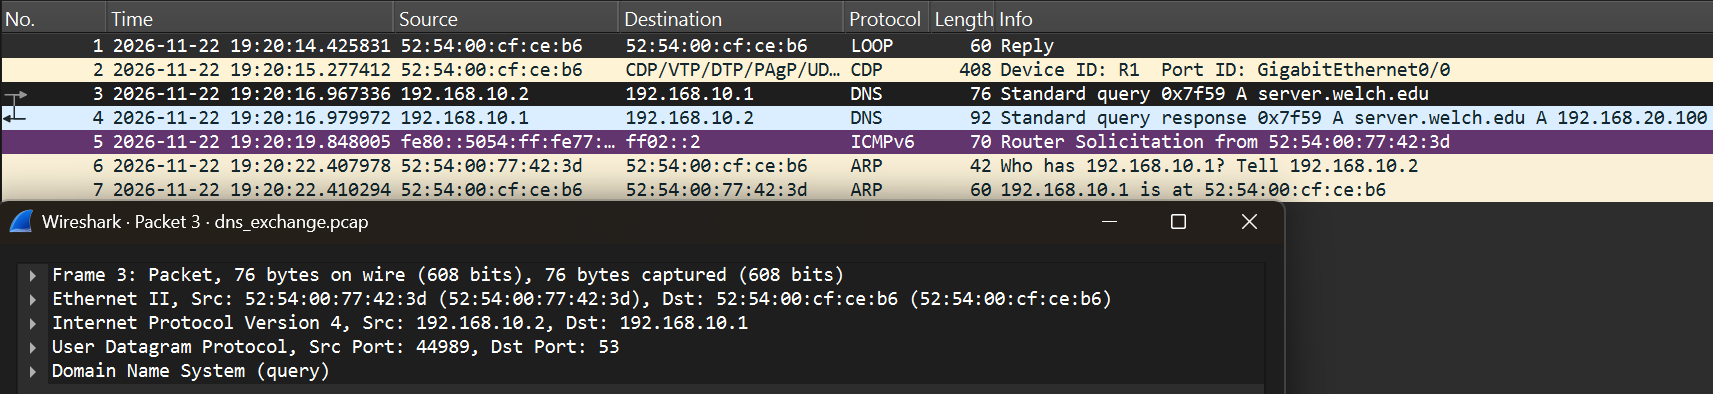 No. Time Source Destination Protocol Length Info
1 2026-11-22 19:20:14.425831 52:54:00:cf:ce:b6 52:54:00:cf:ce:b6 LOOP 60 Reply
2 2026-11-22 19:20:15.277412 52:54:00:cf:ce:b6 CDP/VTP/DTP/PAgP/UD… CDP 408 Device ID: R1 Port ID: GigabitEthernet0/0
3 2026-11-22 19:20:16.967336 192.168.10.2 192.168.10.1 DNS 76 Standard query 0x7f59 A server.welch.edu
4 2026-11-22 19:20:16.979972 192.168.10.1 192.168.10.2 DNS 92 Standard query response 0x7f59 A server.welch.edu A 192.168.20.100
5 2026-11-22 19:20:19.848005 fe80::5054:ff:fe77:… ff02::2 ICMPv6 70 Router Solicitation from 52:54:00:77:42:3d
6 2026-11-22 19:20:22.407978 52:54:00:77:42:3d 52:54:00:cf:ce:b6 ARP 42 Who has 192.168.10.1? Tell 192.168.10.2
7 2026-11-22 19:20:22.410294 52:54:00:cf:ce:b6 52:54:00:77:42:3d ARP 60 192.168.10.1 is at 52:54:00:cf:ce:b6
Wireshark · Packet 3 · dns_exchange.pcap
Frame 3: Packet, 76 bytes on wire (608 bits), 76 bytes captured (608 bits)
Ethernet II, Src: 52:54:00:77:42:3d (52:54:00:77:42:3d), Dst: 52:54:00:cf:ce:b6 (52:54:00:cf:ce:b6)
Internet Protocol Version 4, Src: 192.168.10.2, Dst: 192.168.10.1
User Datagram Protocol, Src Port: 44989, Dst Port: 53
Domain Name System (query)